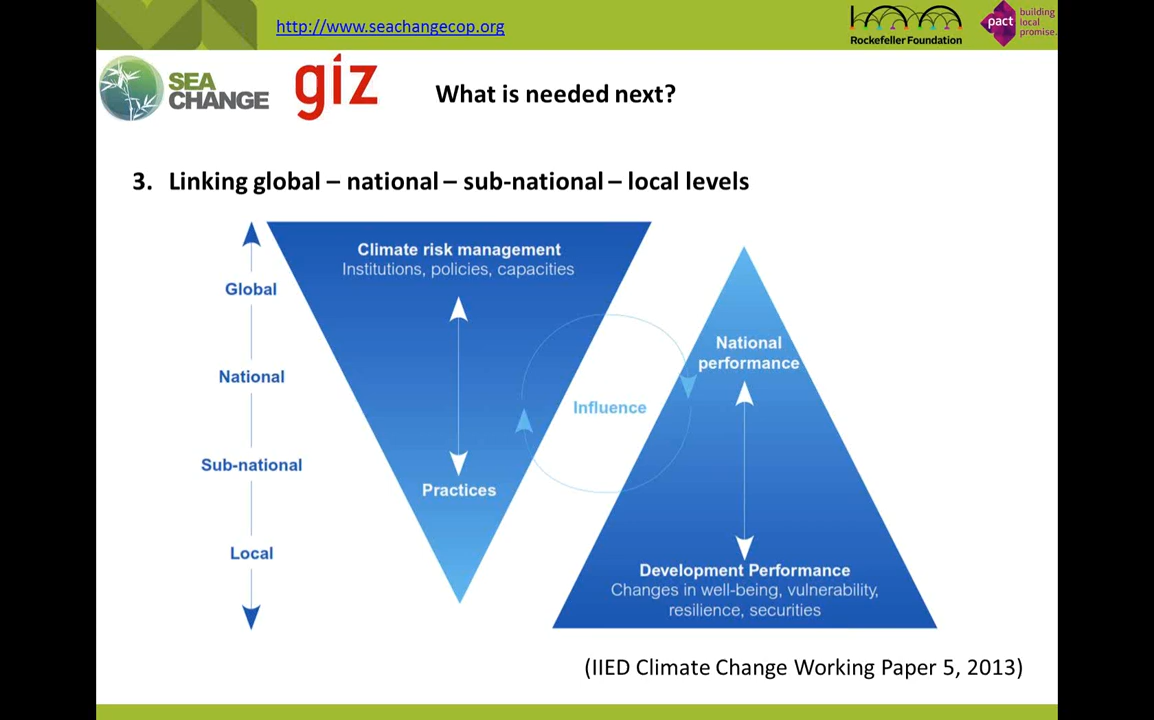 http://www.seachangecop.org
Rockefeller Foundation
pact
building
local
promise.
SEA
CHANGE
giz
What is needed next?
3. Linking global – national – sub-national – local levels
Climate risk management
Institutions, policies, capacities
Global
National
performance
National
Influence
Sub-national
Practices
Local
Development Performance
Changes in well-being, vulnerability,
resilience, securities
(IIED Climate Change Working Paper 5, 2013)